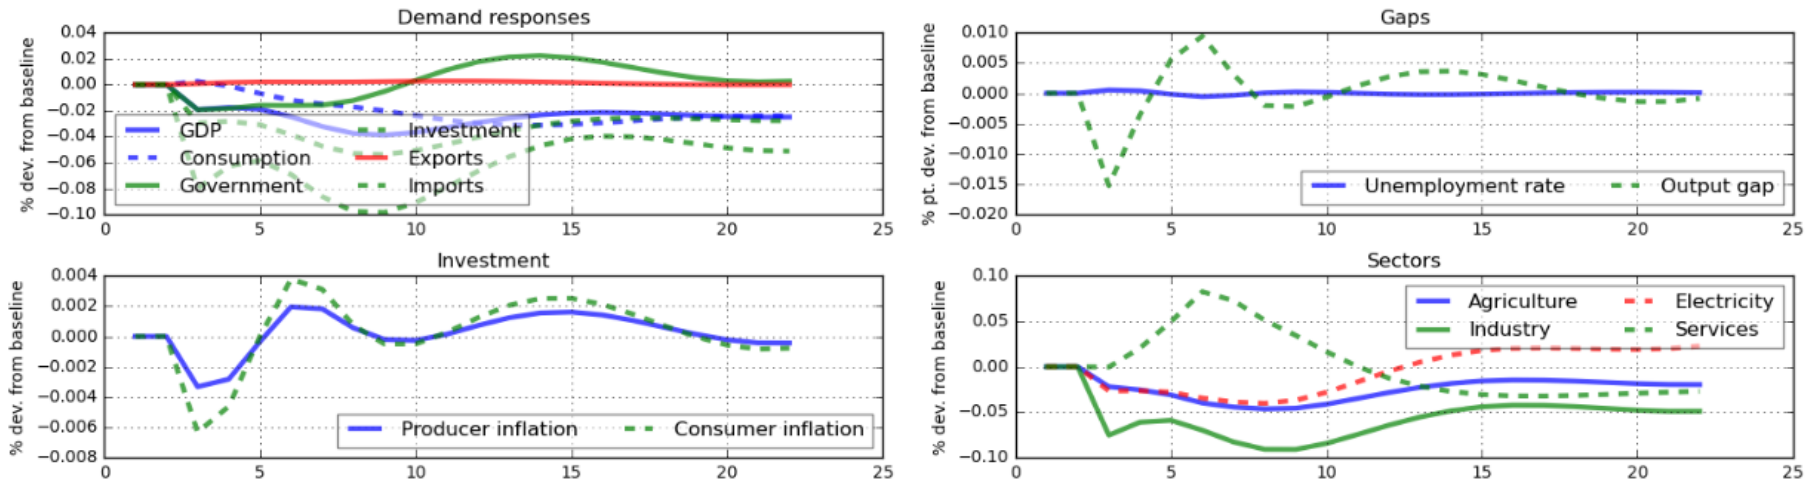 Demand responses
% dev. from baseline
0.04
0.02
0.00
−0.02
−0.04
−0.06
−0.08
−0.10
GDP
Investment
Consumption
Exports
Government
Imports
0 5 10 15 20 25
Gaps
% pt. dev. from baseline
0.010
0.005
0.000
−0.005
−0.010
−0.015
−0.020
Unemployment rate
Output gap
0 5 10 15 20 25
Investment
% dev. from baseline
0.004
0.002
0.000
−0.002
−0.004
−0.006
−0.008
Producer inflation
Consumer inflation
0 5 10 15 20 25
Sectors
% dev. from baseline
0.10
0.05
0.00
−0.05
−0.10
Agriculture
Electricity
Industry
Services
0 5 10 15 20 25